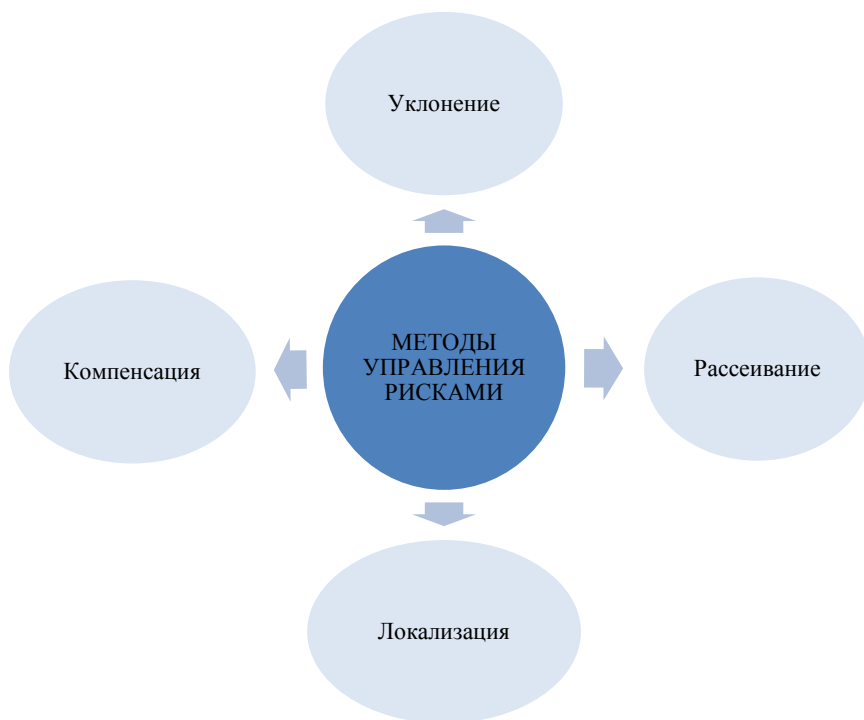 Уклонение
Компенсация
МЕТОДЫ
УПРАВЛЕНИЯ
РИСКАМИ
Рассеивание
Локализация